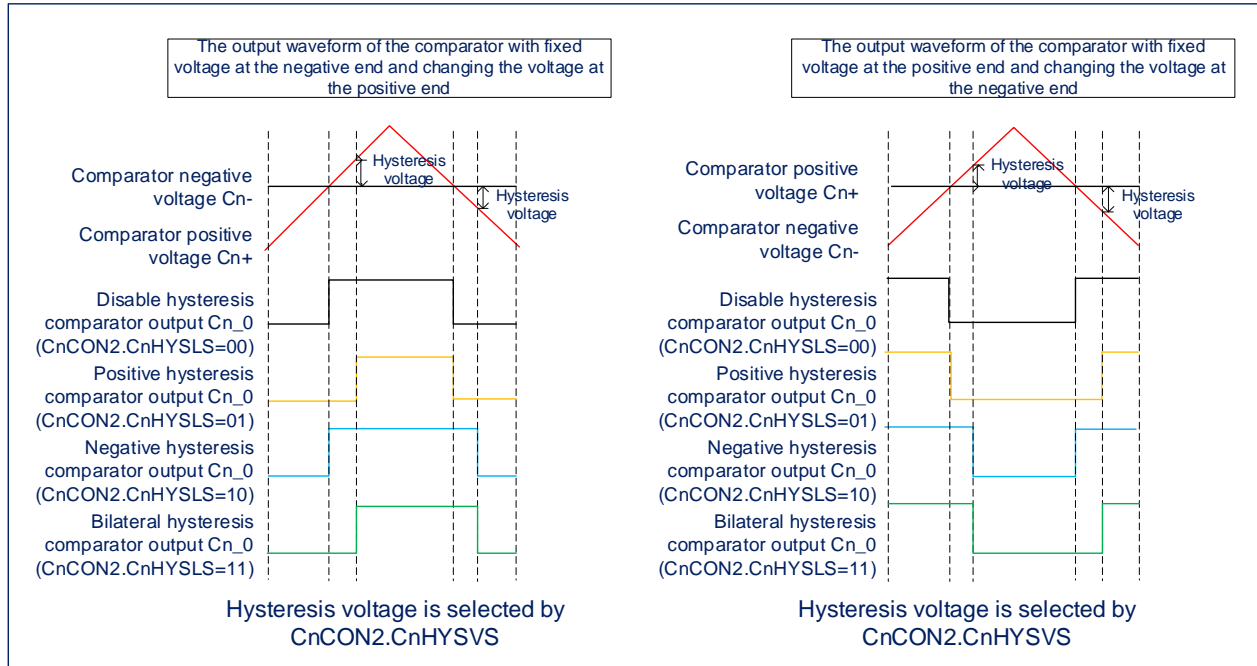 The output waveform of the comparator with fixed
voltage at the negative end and changing the voltage at
the positive end
Hysteresis
voltage
Comparator negative
voltage Cn-
Hysteresis
voltage
Comparator positive
voltage Cn+
Disable hysteresis
comparator output Cn_0
(CnCON2.CnHYSLS=00)
Positive hysteresis
comparator output Cn_0
(CnCON2.CnHYSLS=01)
Negative hysteresis
comparator output Cn_0
(CnCON2.CnHYSLS=10)
Bilateral hysteresis
comparator output Cn_0
(CnCON2.CnHYSLS=11)
Hysteresis voltage is selected by
CnCON2.CnHYSVS
The output waveform of the comparator with fixed
voltage at the positive end and changing the voltage at
the negative end
Hysteresis
voltage
Comparator positive
voltage Cn+
Hysteresis
voltage
Comparator negative
voltage Cn-
Disable hysteresis
comparator output Cn_0
(CnCON2.CnHYSLS=00)
Positive hysteresis
comparator output Cn_0
(CnCON2.CnHYSLS=01)
Negative hysteresis
comparator output Cn_0
(CnCON2.CnHYSLS=10)
Bilateral hysteresis
comparator output Cn_0
(CnCON2.CnHYSLS=11)
Hysteresis voltage is selected by
CnCON2.CnHYSVS